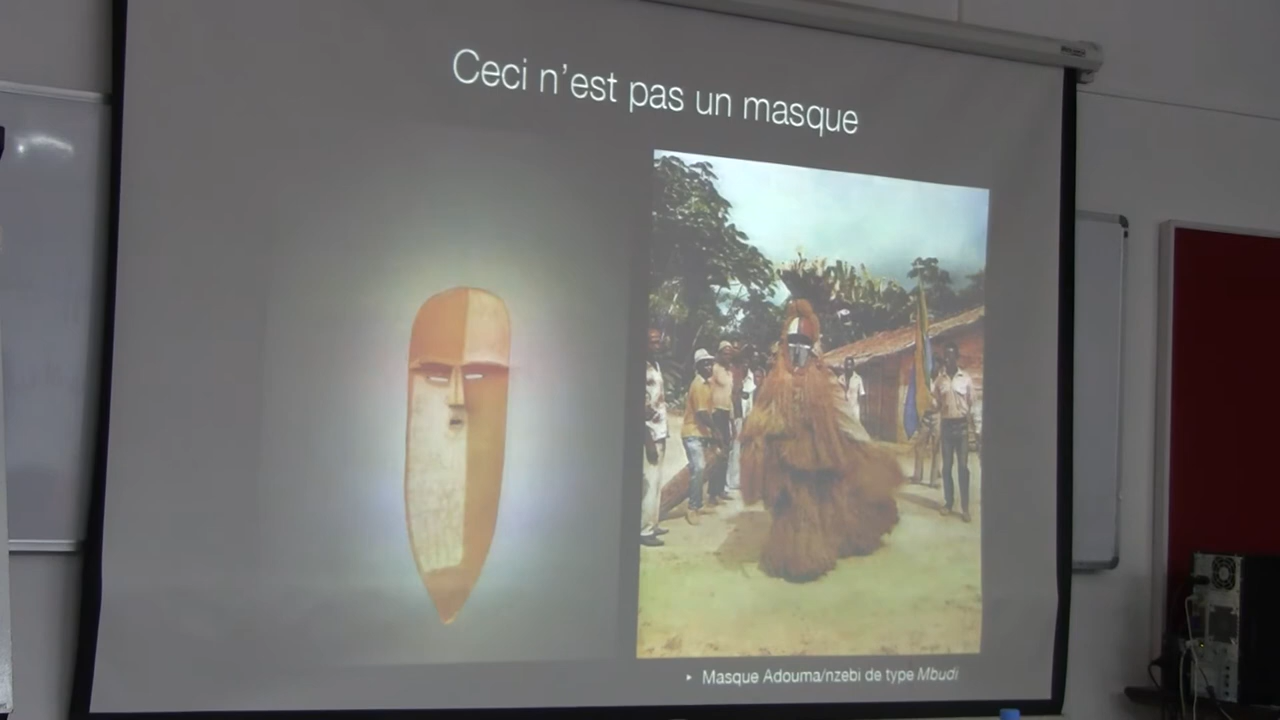 Ceci n’est pas un masque
‣ Masque Adouma/nzebi de type Mbudi